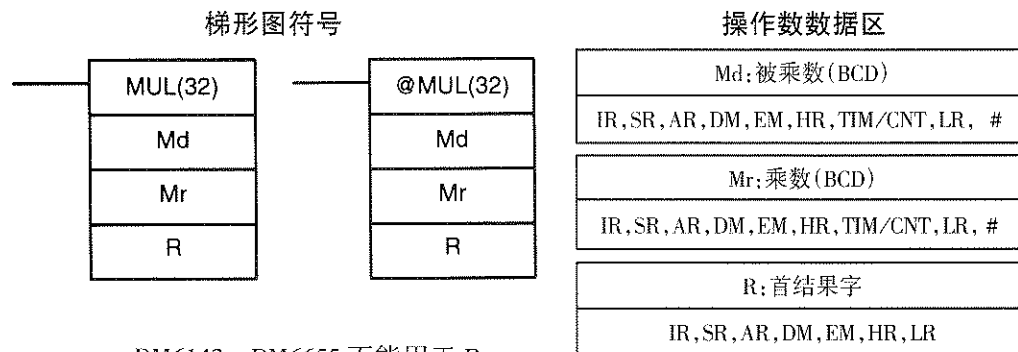 梯形图符号
MUL(32)
Md
Mr
R
@MUL(32)
Md
Mr
R
操作数数据区
Md:被乘数(BCD)
IR,SR,AR,DM,EM,HR,TIM/CNT,LR, #
Mr:乘数(BCD)
IR,SR,AR,DM,EM,HR,TIM/CNT,LR, #
R:首结果字
IR,SR,AR,DM,EM,HR,LR